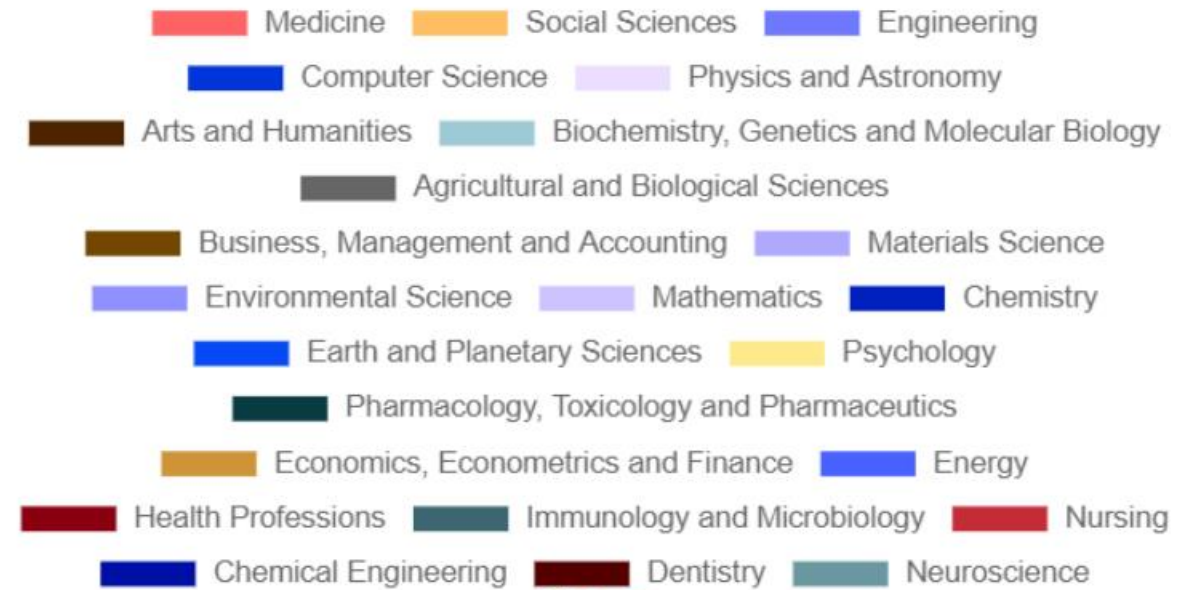 Medicine Social Sciences Engineering
Computer Science Physics and Astronomy
Arts and Humanities Biochemistry, Genetics and Molecular Biology
Agricultural and Biological Sciences
Business, Management and Accounting Materials Science
Environmental Science Mathematics Chemistry
Earth and Planetary Sciences Psychology
Pharmacology, Toxicology and Pharmaceutics
Economics, Econometrics and Finance Energy
Health Professions Immunology and Microbiology Nursing
Chemical Engineering Dentistry Neuroscience